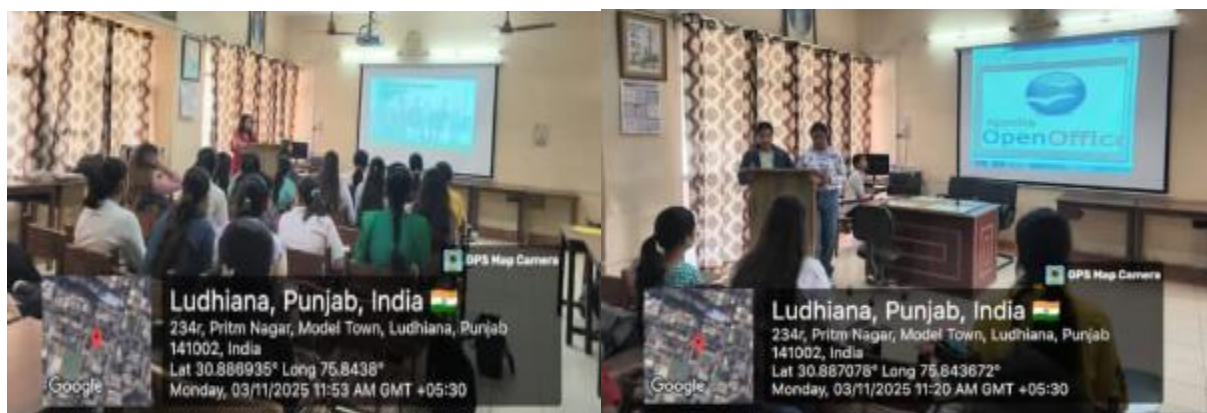 GPS Map Camera
Ludhiana, Punjab, India
234r, Pritm Nagar, Model Town, Ludhiana, Punjab
141002, India
Lat 30.886935° Long 75.8438°
Monday, 03/11/2025 11:53 AM GMT +05:30
Google
OpenOffice
GPS Map Camera
Ludhiana, Punjab, India
234r, Pritm Nagar, Model Town, Ludhiana, Punjab
141002, India
Lat 30.887078° Long 75.843672°
Monday, 03/11/2025 11:20 AM GMT +05:30
Google